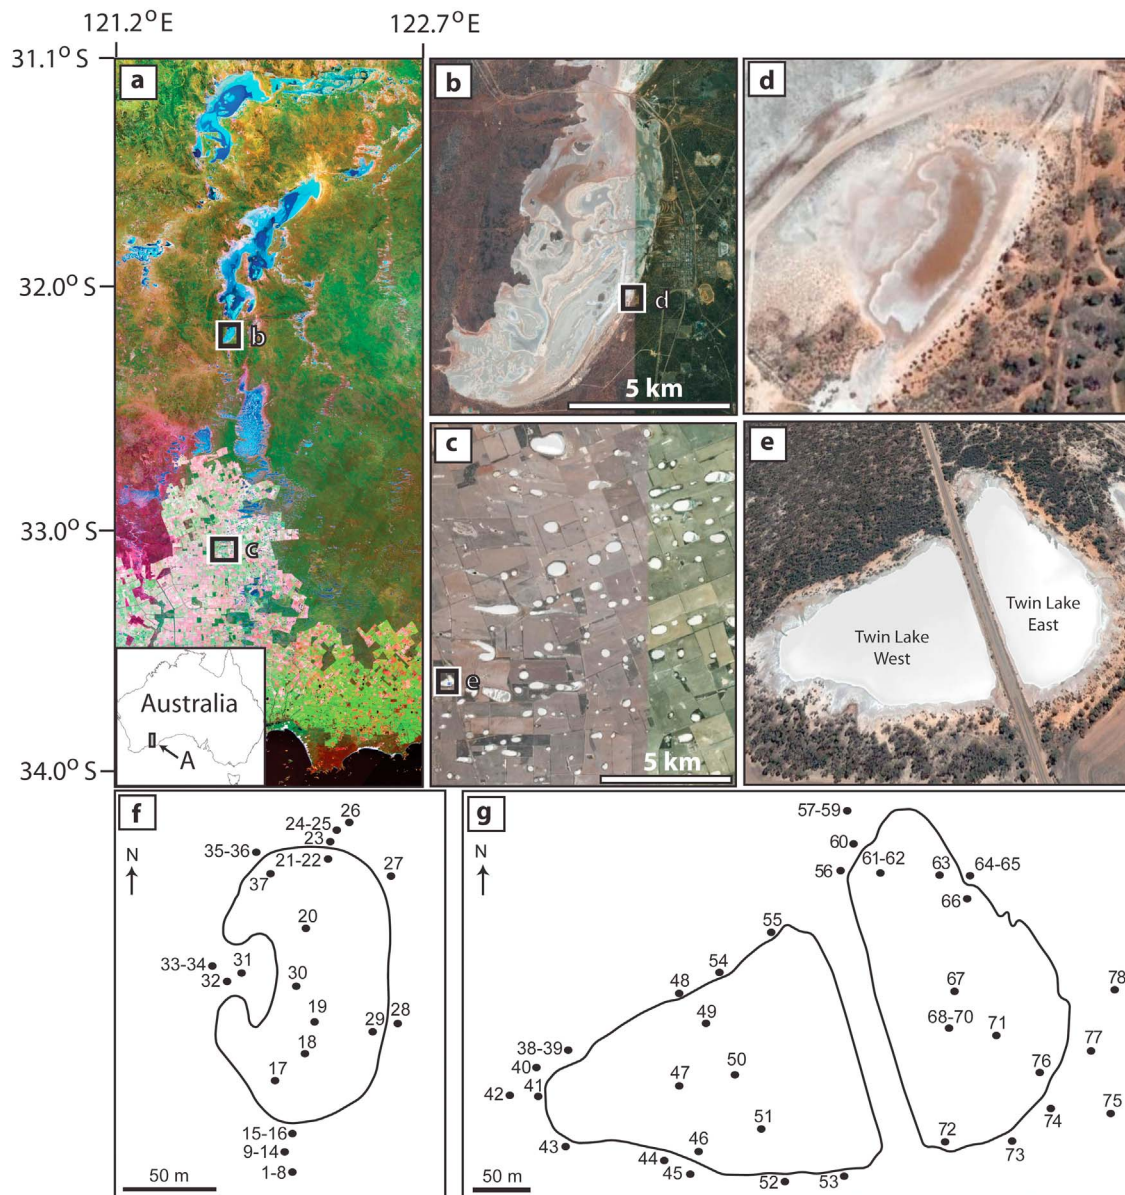 121.2° E
122.7° E
31.1° S
32.0° S
33.0° S
34.0° S
a
b
c
Australia
A
b
d
5 km
c
e
5 km
d
e
Twin Lake
West
Twin Lake
East
f
N
26
24-25
23
35-36
21-22
27
37
20
33-34
31
32
30
19
28
29
18
17
15-16
9-14
1-8
50 m
g
N
57-59
60
56
61-62
63
64-65
66
55
54
48
49
67
78
68-70
71
77
38-39
40
42
41
47
50
76
74
75
51
43
46
44
45
72
73
52
53
50 m